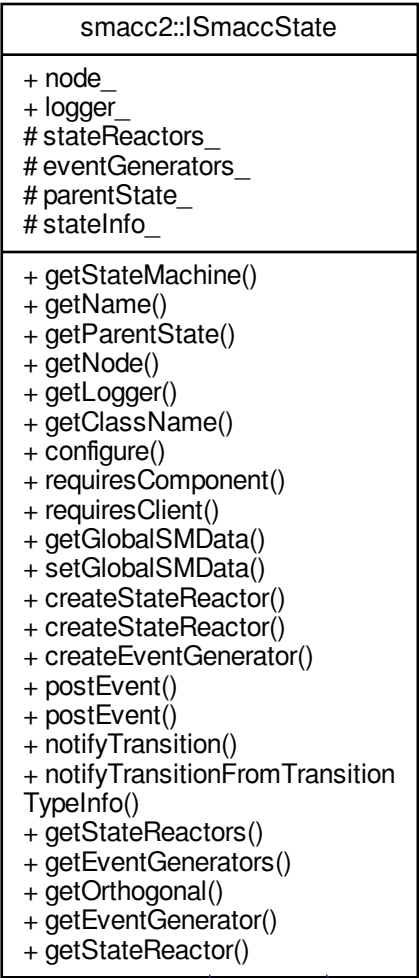 smacc2::ISmaccState
+ node_
+ logger_
# stateReactors_
# eventGenerators_
# parentState_
# stateInfo_
+ getStateMachine()
+ getName()
+ getParentState()
+ getNode()
+ getLogger()
+ getClassName()
+ configure()
+ requiresComponent()
+ requiresClient()
+ getGlobalSMData()
+ setGlobalSMData()
+ createStateReactor()
+ createStateReactor()
+ createEventGenerator()
+ postEvent()
+ postEvent()
+ notifyTransition()
+ notifyTransitionFromTransition
TypeInfo()
+ getStateReactors()
+ getEventGenerators()
+ getOrthogonal()
+ getEventGenerator()
+ getStateReactor()